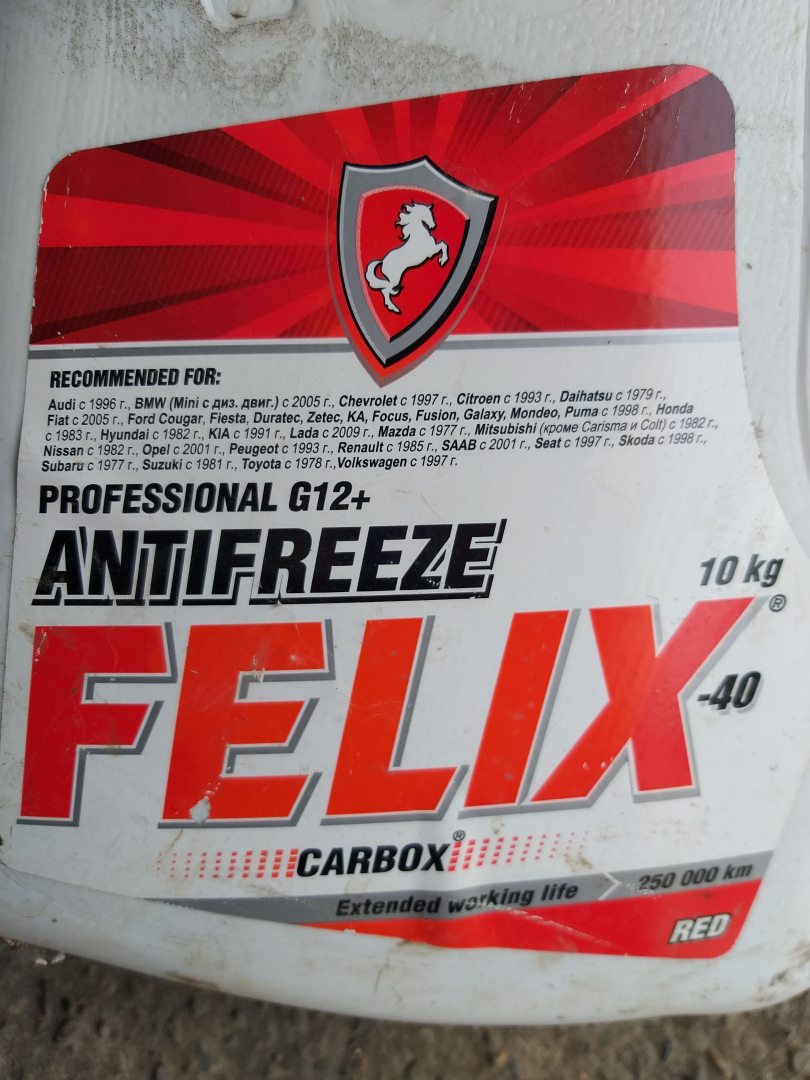 RECOMMENDED FOR:
Audi с 1996 г., BMW (Mini с диз. двиг.) с 2005 г., Chevrolet с 1997 г., Citroen с 1993 г., Daihatsu с 1979 г.,
Fiat с 2005 г., Ford Cougar, Fiesta, Duratec, Zetec, KA, Focus, Fusion, Galaxy, Mondeo, Puma с 1998 г., Honda
с 1983 г., Hyundai с 1982 г., KIA с 1991 г., Lada с 2009 г., Mazda с 1977 г., Mitsubishi (кроме Carisma и Colt) с 1982 г.,
Nissan с 1982 г., Opel с 2001 г., Peugeot с 1993 г., Renault с 1985 г., SAAB с 2001 г., Seat с 1997 г., Skoda с 1998 г.,
Subaru с 1977 г., Suzuki с 1981 г., Toyota с 1978 г.,Volkswagen с 1997 г.
PROFESSIONAL G12+
ANTIFREEZE
10 kg
FELIX®
-40
CARBOX®
Extended working life
250 000 km
RED